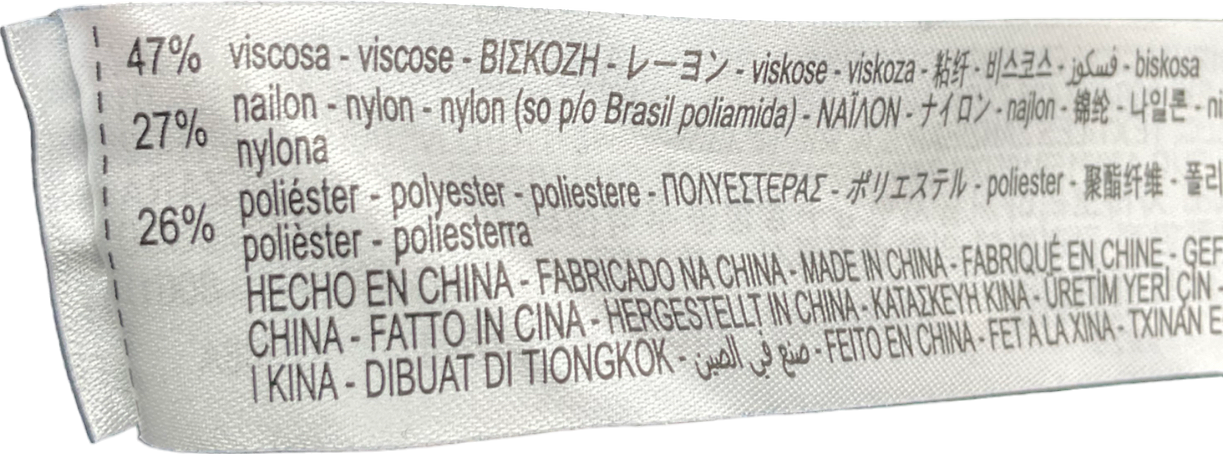 47% viscosa - viscose - ΒΙΣΚΟΖΗ - レーヨン - viskose - viskoza - 粘纤 - 비스코스 - فسكوز - biskosa
27% nailon - nylon - nylon (so p/o Brasil poliamida) - ΝΑΪΛΟΝ - ナイロン - najlon - 锦纶 - 나일론 -
nylona
26% poliéster - polyester - poliestere - ΠΟΛΥΕΣΤΕΡΑΣ - ポリエステル - poliester - 聚酯纤维 -
polièster - poliesterra
HECHO EN CHINA - FABRICADO NA CHINA - MADE IN CHINA - FABRIQUÉ EN CHINE -
CHINA - FATTO IN CINA - HERGESTELLT IN CHINA - ΚΑΤΑΣΚΕΥΗ ΚΙΝΑ - ÜRETİM YERİ ÇİN -
I KINA - DIBUAT DI TIONGKOK - صنع في الصين - FEITO EN CHINA - FET A LA XINA - TXINAN